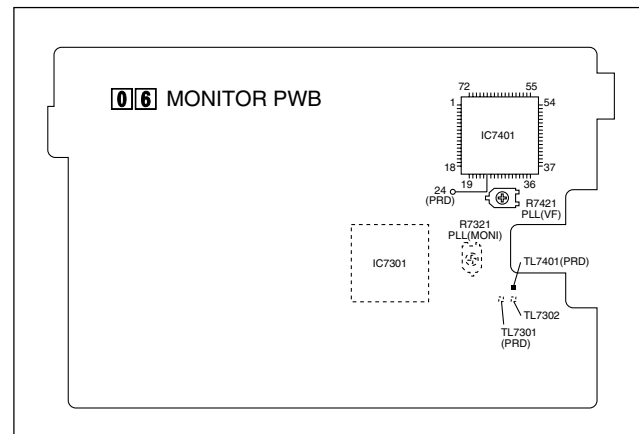 06 MONITOR PWB
72 55
1 54
IC7401
18 37
19 36
24
(PRD)
R7421
PLL(VF)
R7321
PLL(MONI)
IC7301
TL7401(PRD)
TL7302
TL7301
(PRD)